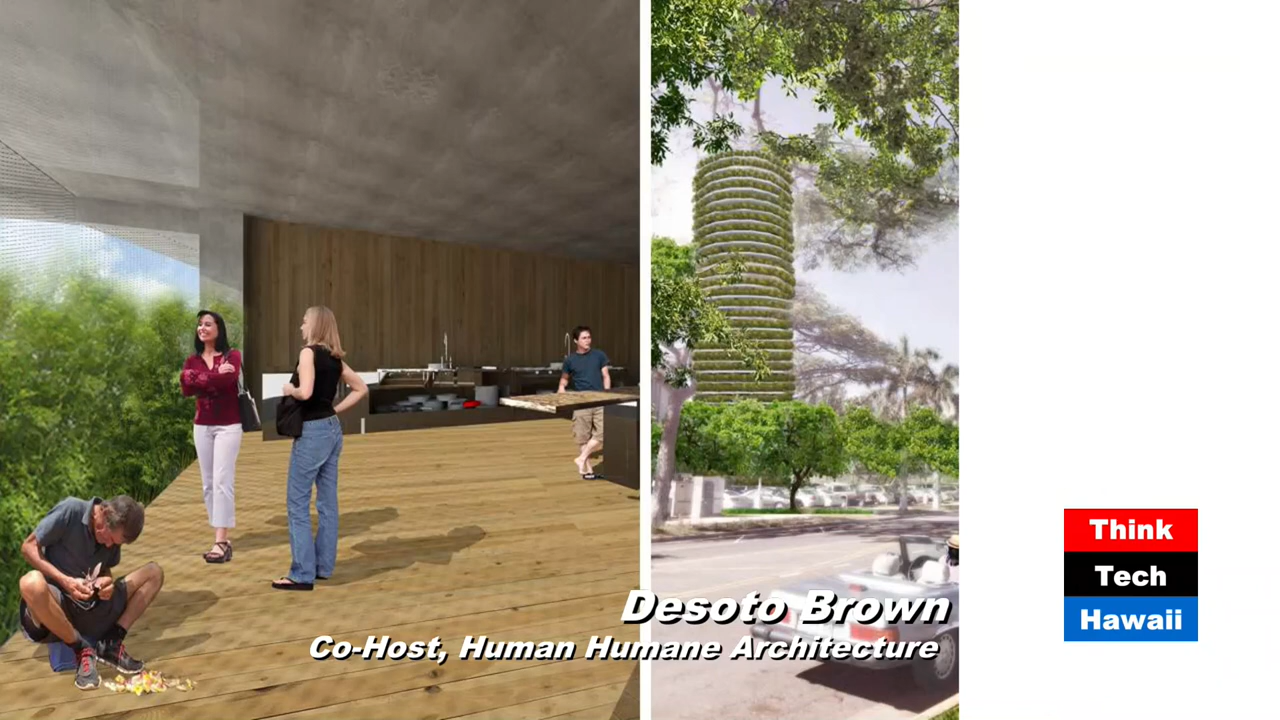 Desoto Brown
Co-Host, Human Humane Architecture
Think
Tech
Hawaii